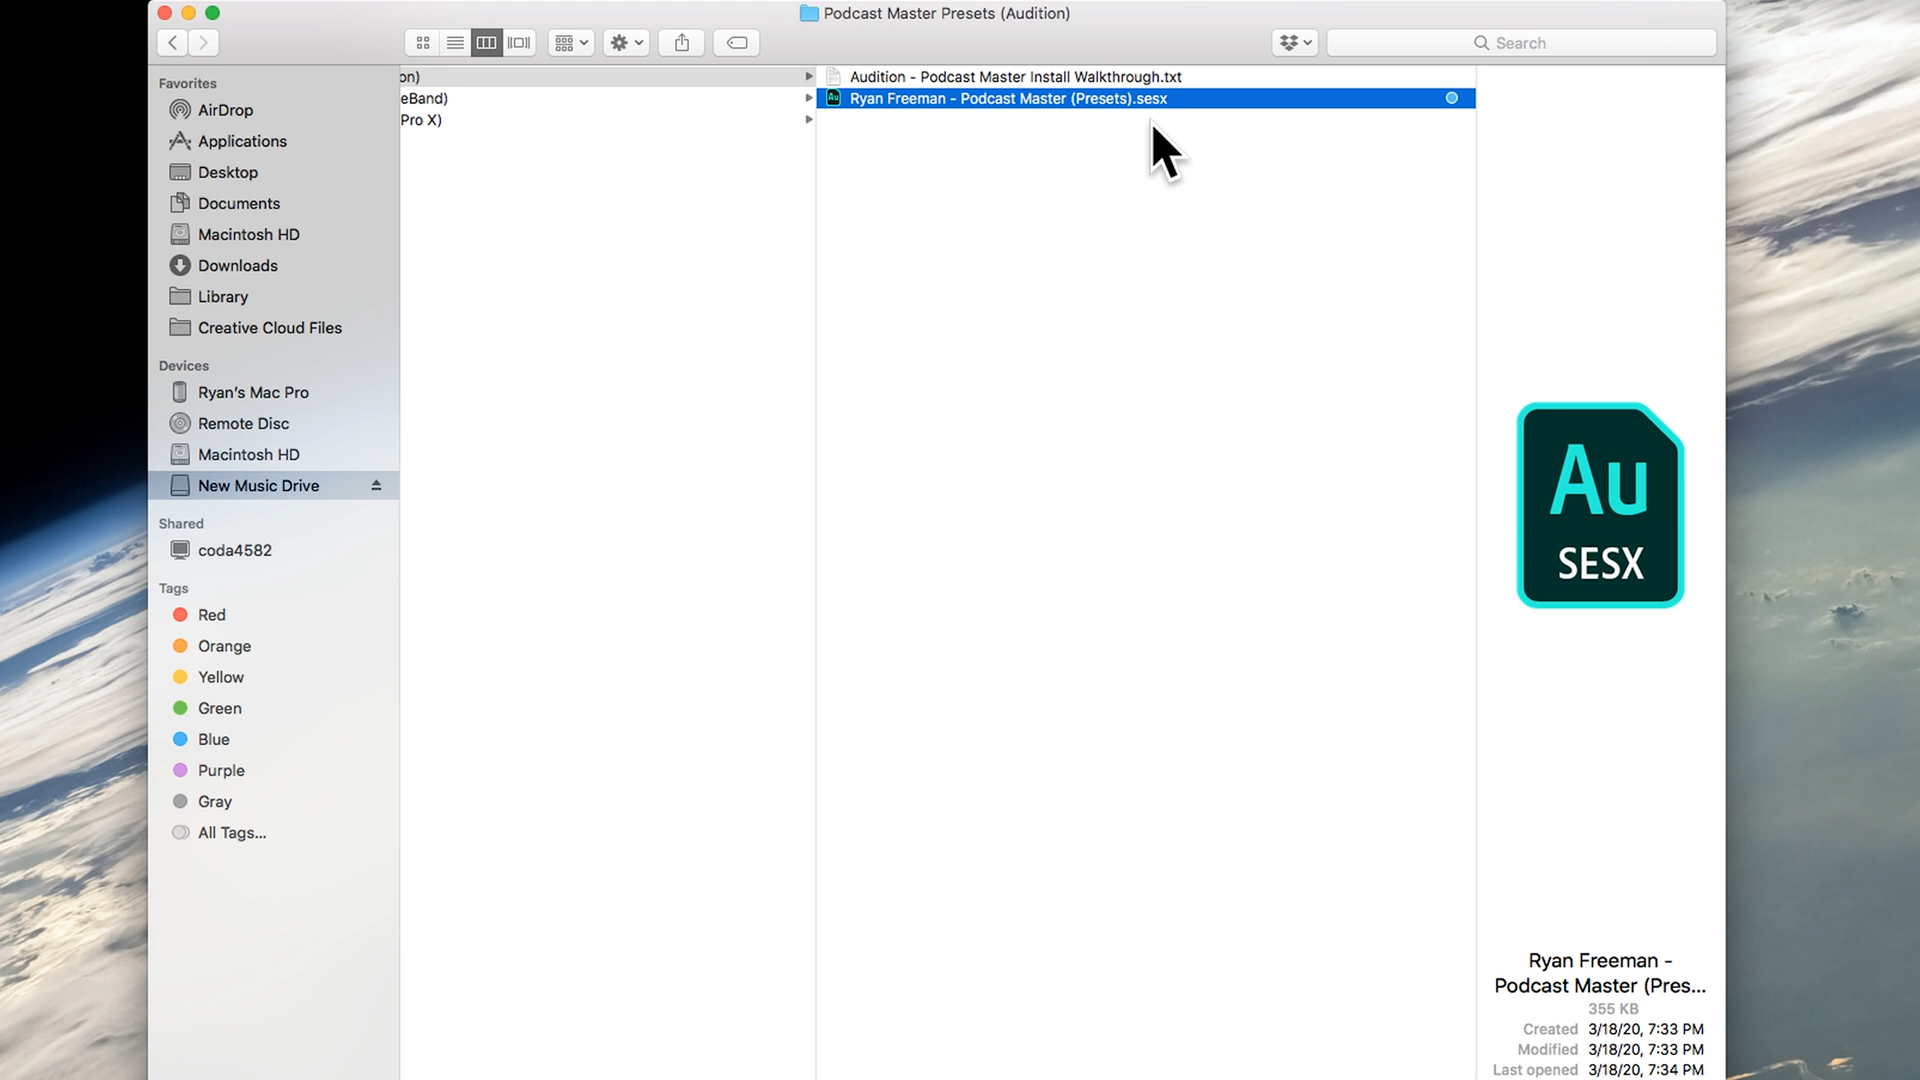 Podcast Master Presets (Audition)
Search
Favorites
AirDrop
Applications
Desktop
Documents
Macintosh HD
Downloads
Library
Creative Cloud Files
Devices
Ryan's Mac Pro
Remote Disc
Macintosh HD
New Music Drive
Shared
coda4582
Tags
Red
Orange
Yellow
Green
Blue
Purple
Gray
All Tags...
on)
eBand)
Pro X)
Audition - Podcast Master Install Walkthrough.txt
Ryan Freeman - Podcast Master (Presets).sesx
Au
SESX
Ryan Freeman -
Podcast Master (Pres...
355 KB
Created 3/18/20, 7:33 PM
Modified 3/18/20, 7:33 PM
Last opened 3/18/20, 7:34 PM